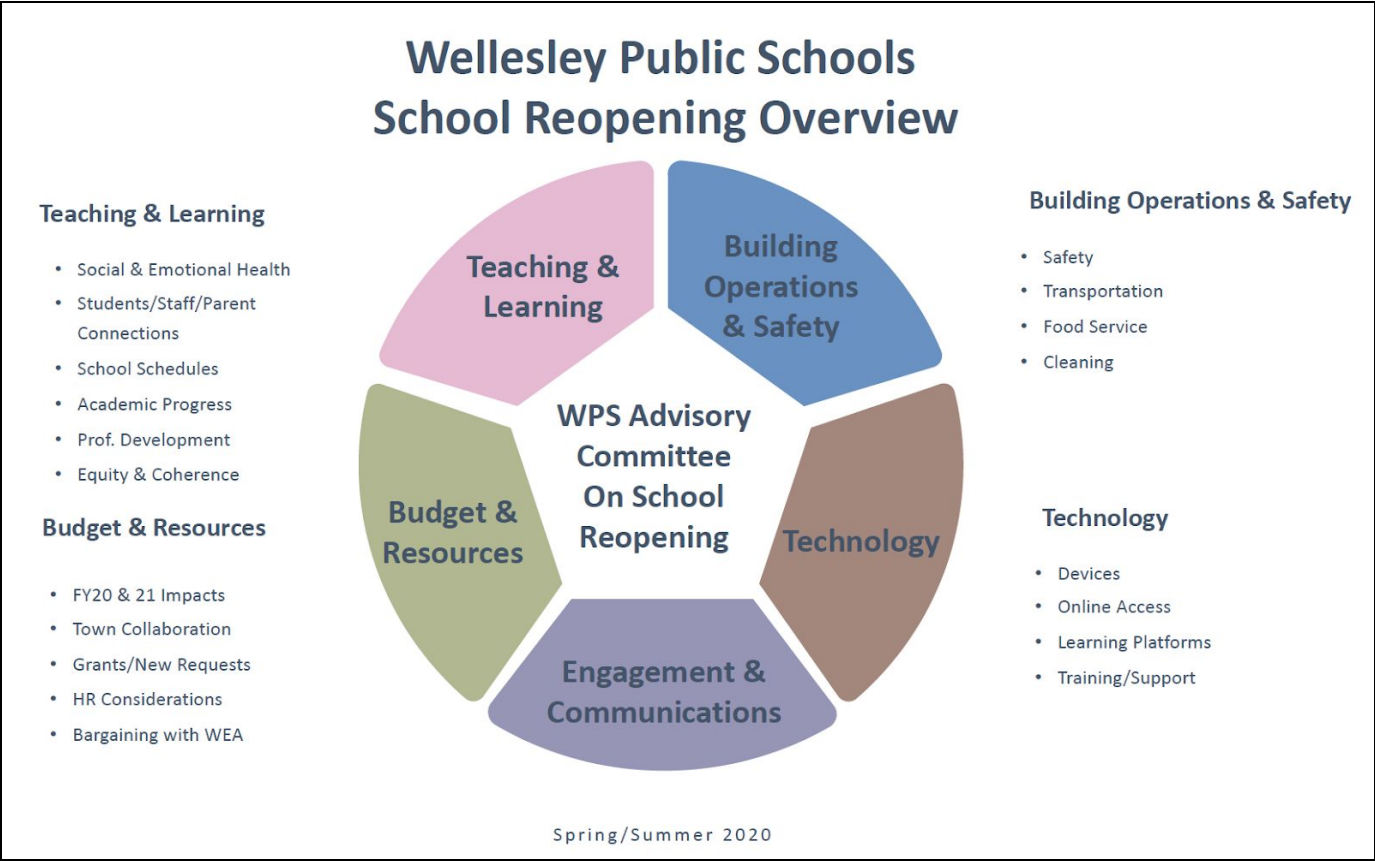 Wellesley Public Schools
School Reopening Overview
Teaching & Learning
• Social & Emotional Health
• Students/Staff/Parent
Connections
• School Schedules
• Academic Progress
• Prof. Development
• Equity & Coherence
Budget & Resources
• FY20 & 21 Impacts
• Town Collaboration
• Grants/New Requests
• HR Considerations
• Bargaining with WEA
Teaching &
Learning
Building
Operations
& Safety
WPS Advisory
Committee
On School
Reopening
Budget &
Resources
Technology
Engagement &
Communications
Building Operations & Safety
• Safety
• Transportation
• Food Service
• Cleaning
Technology
• Devices
• Online Access
• Learning Platforms
• Training/Support
Spring/Summer 2020